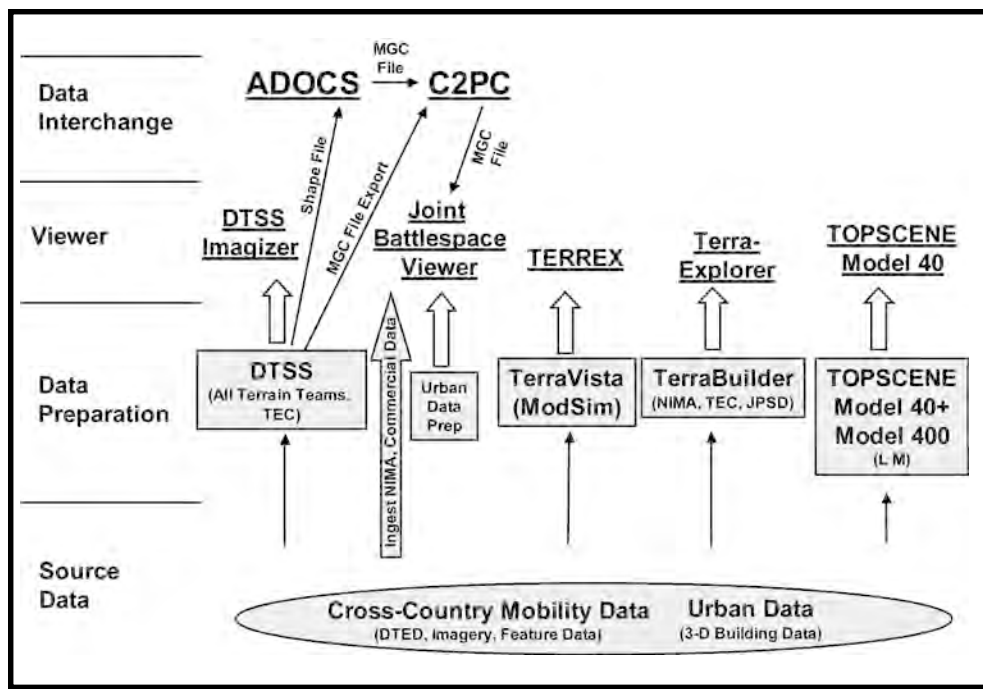 Data
Interchange
ADOCS
MGC
File
C2PC
Shape File
MGC File Export
MGC
File
Viewer
DTSS
Imagizer
Joint
Battlespace
Viewer
TERREX
Terra-
Explorer
TOPSCENE
Model 40
Data
Preparation
DTSS
(All Terrain Teams,
TEC)
Ingest NIMA, Commercial Data
Urban
Data
Prep
TerraVista
(ModSim)
TerraBuilder
(NIMA, TEC, JPSD)
TOPSCENE
Model 40+
Model 400
(L M)
Source
Data
Cross-Country Mobility Data
(DTED, Imagery, Feature Data)
Urban Data
(3-D Building Data)